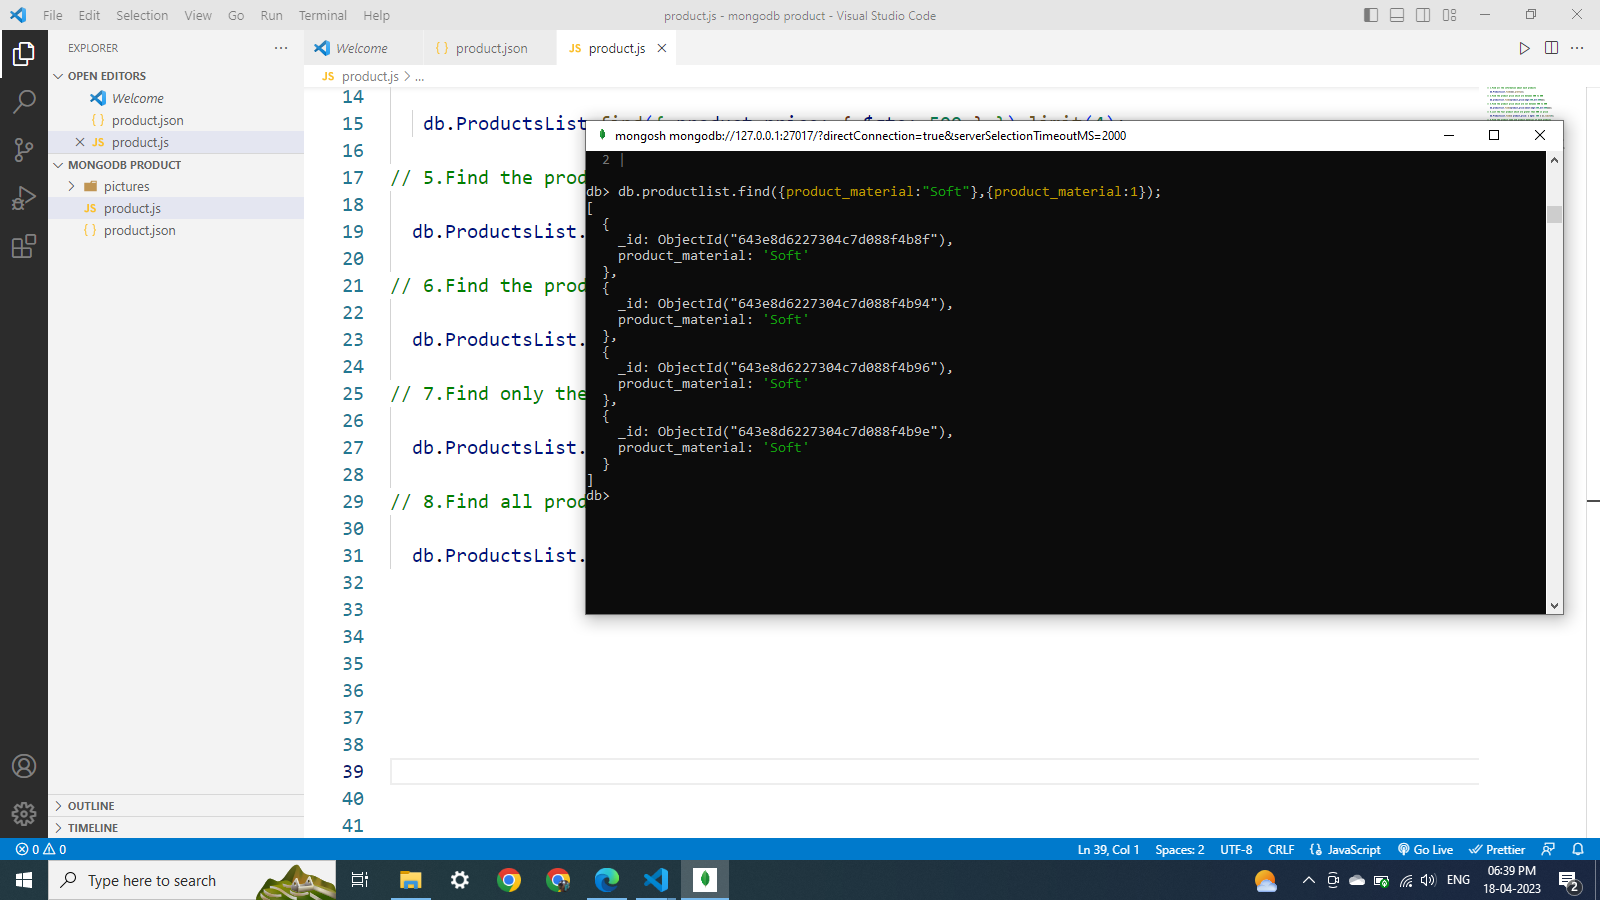 File Edit Selection View Go Run Terminal Help
product.js - mongodb product - Visual Studio Code
EXPLORER
OPEN EDITORS
Welcome
{ } product.json
JS product.js
MONGODB PRODUCT
pictures
JS product.js
{ } product.json
OUTLINE
TIMELINE
Welcome
{ } product.json
JS product.js
JS product.js > ...
14
15 db.ProductsList
16
17 // 5.Find the prod
18
19 db.ProductsList.
20
21 // 6.Find the prod
22
23 db.ProductsList.
24
25 // 7.Find only the
26
27 db.ProductsList.
28
29 // 8.Find all prod
30
31 db.ProductsList.
32
33
34
35
36
37
38
39
40
41
mongosh mongodb://127.0.0.1:27017/?directConnection=true&serverSelectionTimeoutMS=2000
2 |
db> db.productlist.find({product_material:"Soft"},{product_material:1});
[
{
_id: ObjectId("643e8d6227304c7d088f4b8f"),
product_material: 'Soft'
},
{
_id: ObjectId("643e8d6227304c7d088f4b94"),
product_material: 'Soft'
},
{
_id: ObjectId("643e8d6227304c7d088f4b96"),
product_material: 'Soft'
},
{
_id: ObjectId("643e8d6227304c7d088f4b9e"),
product_material: 'Soft'
}
]
db>
0 0
Ln 39, Col 1 Spaces: 2 UTF-8 CRLF { } JavaScript Go Live Prettier
Type here to search
ENG
06:39 PM
18-04-2023
2